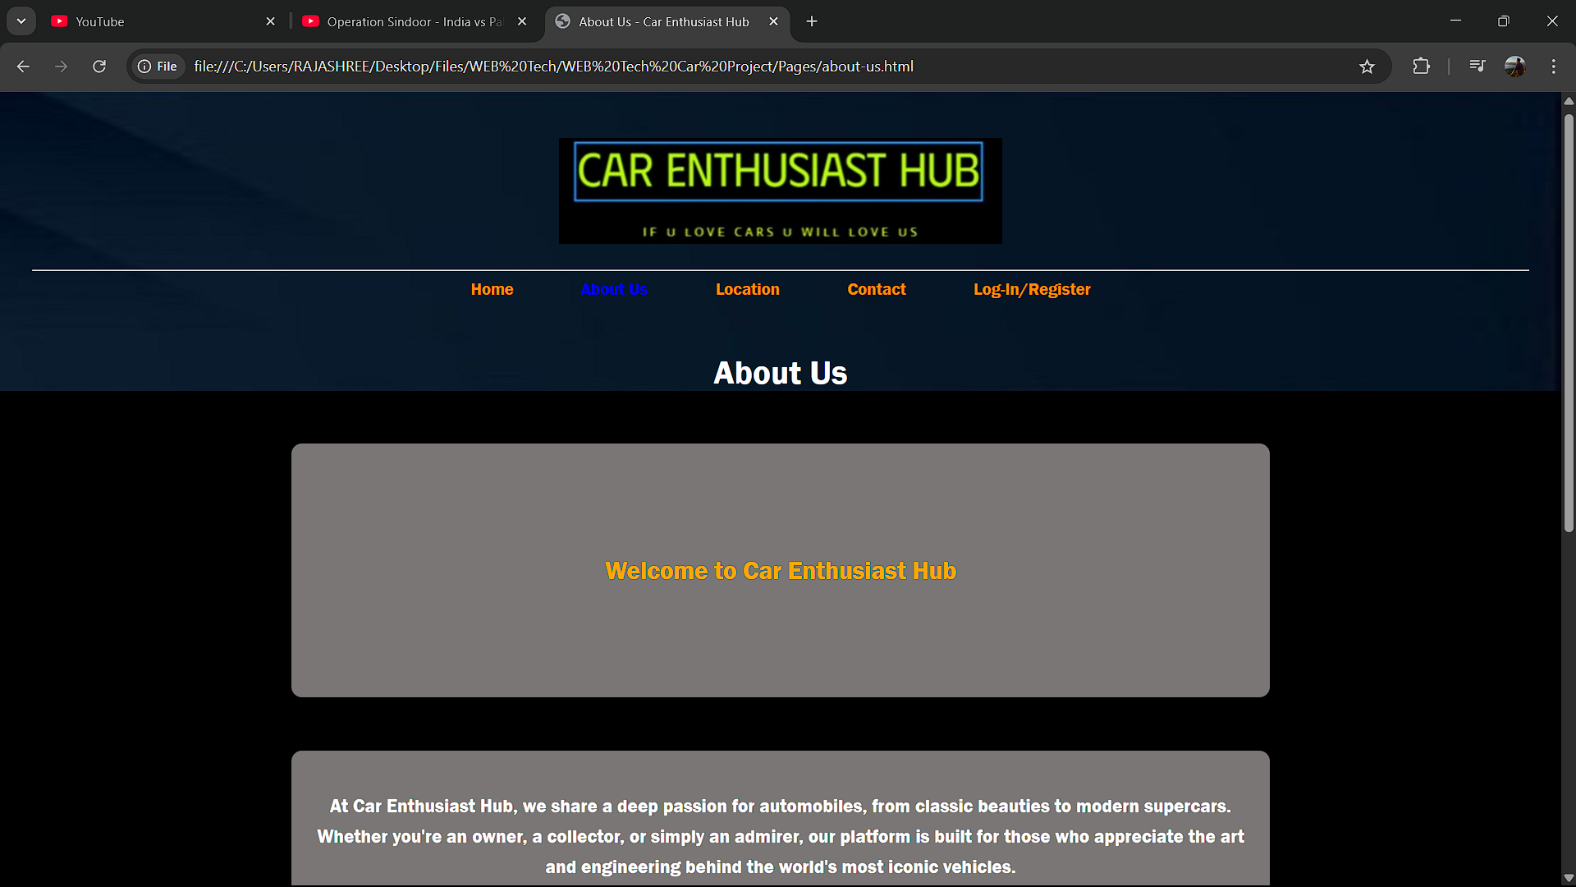 YouTube
Operation Sindoor - India vs Pa
About Us - Car Enthusiast Hub
File
file:///C:/Users/RAJASHREE/Desktop/Files/WEB%20Tech/WEB%20Tech%20Car%20Project/Pages/about-us.html
CAR ENTHUSIAST HUB
IF U LOVE CARS U WILL LOVE US
Home About Us Location Contact Log-In/Register
About Us
Welcome to Car Enthusiast Hub
At Car Enthusiast Hub, we share a deep passion for automobiles, from classic beauties to modern supercars.
Whether you're an owner, a collector, or simply an admirer, our platform is built for those who appreciate the art
and engineering behind the world's most iconic vehicles.